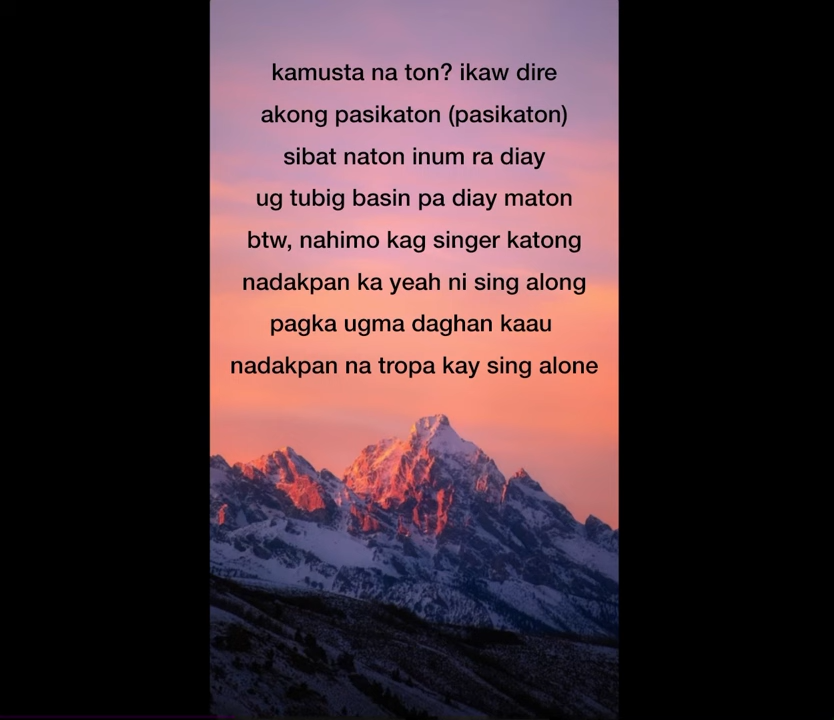 kamusta na ton? ikaw dire
akong pasikaton (pasikaton)
sibat naton inum ra diay
ug tubig basin pa diay maton
btw, nahimo kag singer katong
nadakpan ka yeah ni sing along
pagka ugma daghan kaau
nadakpan na tropa kay sing alone